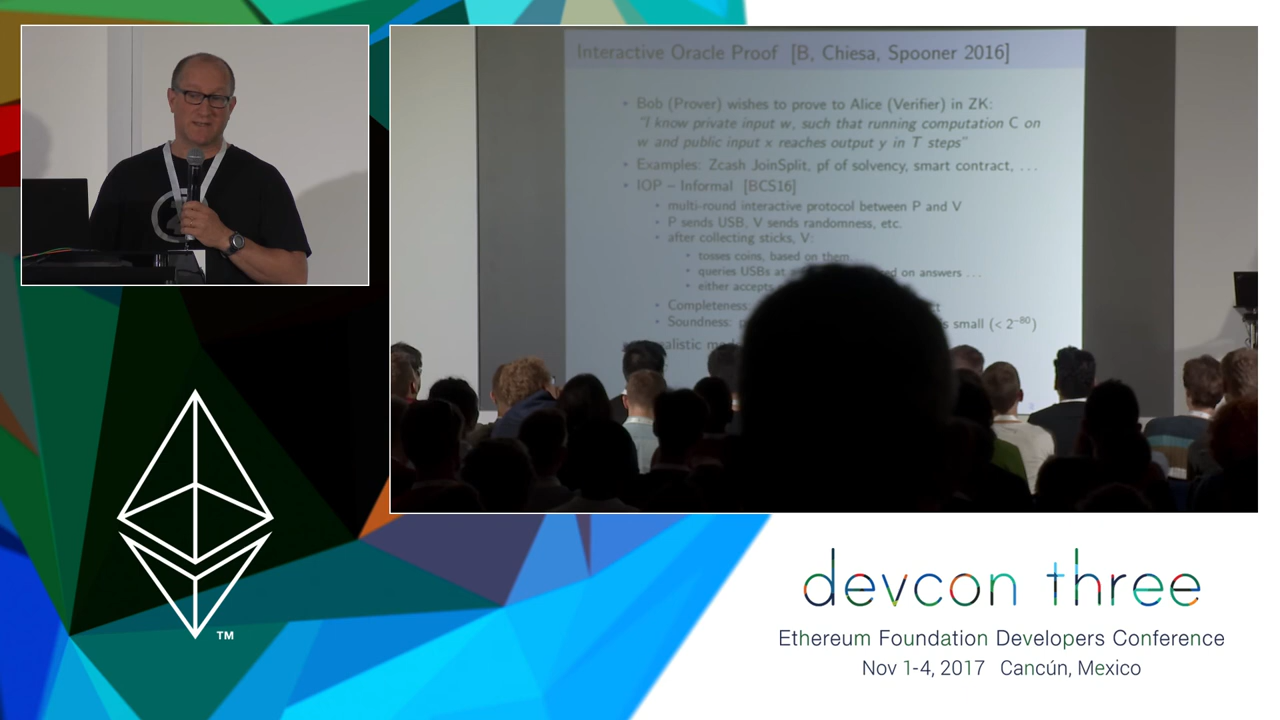 Interactive Oracle Proof [B, Chiesa, Spooner 2016]
Bob (Prover) wishes to prove to Alice (Verifier) in ZK:
"I know private input w, such that running computation C on
w and public input x reaches output y in T steps"
Examples: Zcash JoinSplit, pf of solvency, smart contract, ...
IOP – Informal [BCS16]
multi-round interactive protocol between P and V
P sends USB, V sends randomness, etc.
after collecting sticks, V:
tosses coins, based on them...
queries USBs at on answers ...
either accepts
Completeness:
Soundness: small (< 2⁻⁸⁰)
TM
devcon three
Ethereum Foundation Developers Conference
Nov 1-4, 2017 Cancún, Mexico